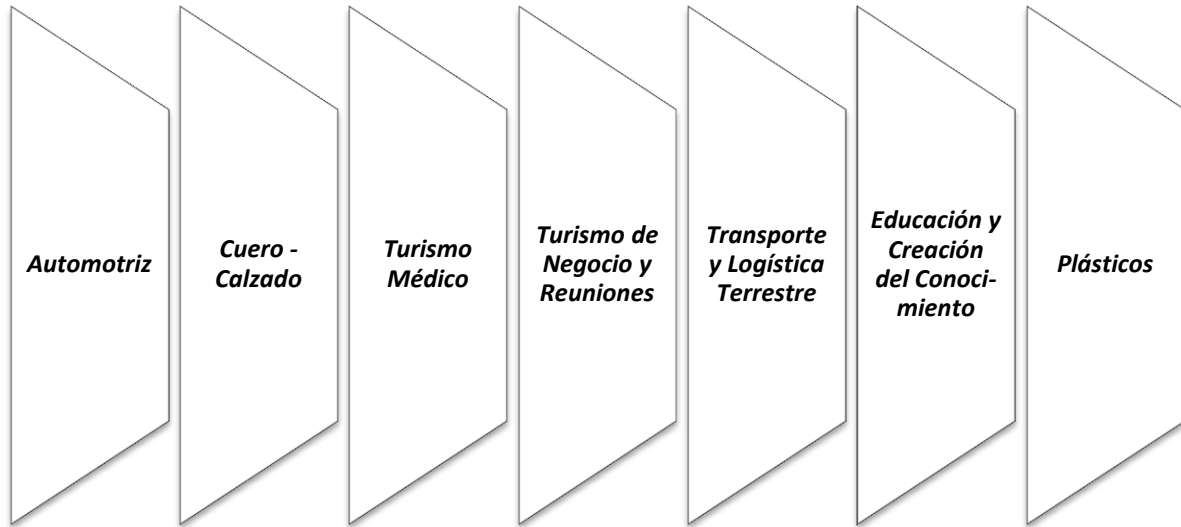 Automotriz
Cuero -
Calzado
Turismo
Médico
Turismo de
Negocio y
Reuniones
Transporte
y Logística
Terrestre
Educación y
Creación
del Conoci-
miento
Plásticos